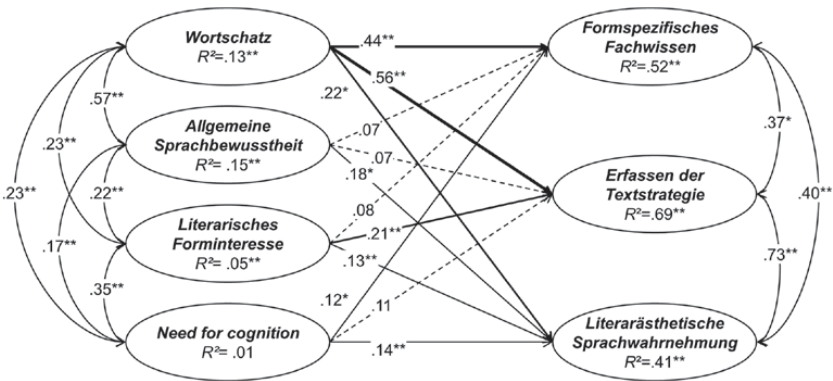 Wortschatz
R²=.13**
Allgemeine
Sprachbewusstheit
R²= .15**
Literarisches
Forminteresse
R²= .05**
Need for cognition
R²= .01
.57**
.23**
.23**
.22**
.17**
.35**
.44**
.56**
.22*
.07
.07
.18*
.08
.21**
.13**
.12*
.11
.14**
Formspezifisches
Fachwissen
R²=.52**
Erfassen der
Textstrategie
R²=.69**
Literarästhetische
Sprachwahrnehmung
R²=.41**
.37*
.40**
.73**